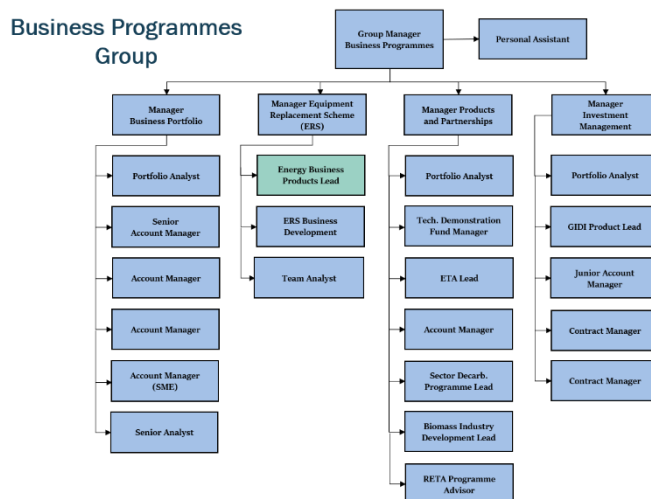 Business Programmes
Group
Group Manager
Business Programmes
Personal Assistant
Manager
Business Portfolio
Manager Equipment
Replacement Scheme
(ERS)
Manager Products
and Partnerships
Manager
Investment
Management
Portfolio Analyst
Senior
Account Manager
Account Manager
Account Manager
Account Manager
(SME)
Senior Analyst
Energy Business
Products Lead
ERS Business
Development
Team Analyst
Portfolio Analyst
Tech. Demonstration
Fund Manager
ETA Lead
Account Manager
Sector Decarb.
Programme Lead
Biomass Industry
Development Lead
RETA Programme
Advisor
Portfolio Analyst
GIDI Product Lead
Junior Account
Manager
Contract Manager
Contract Manager